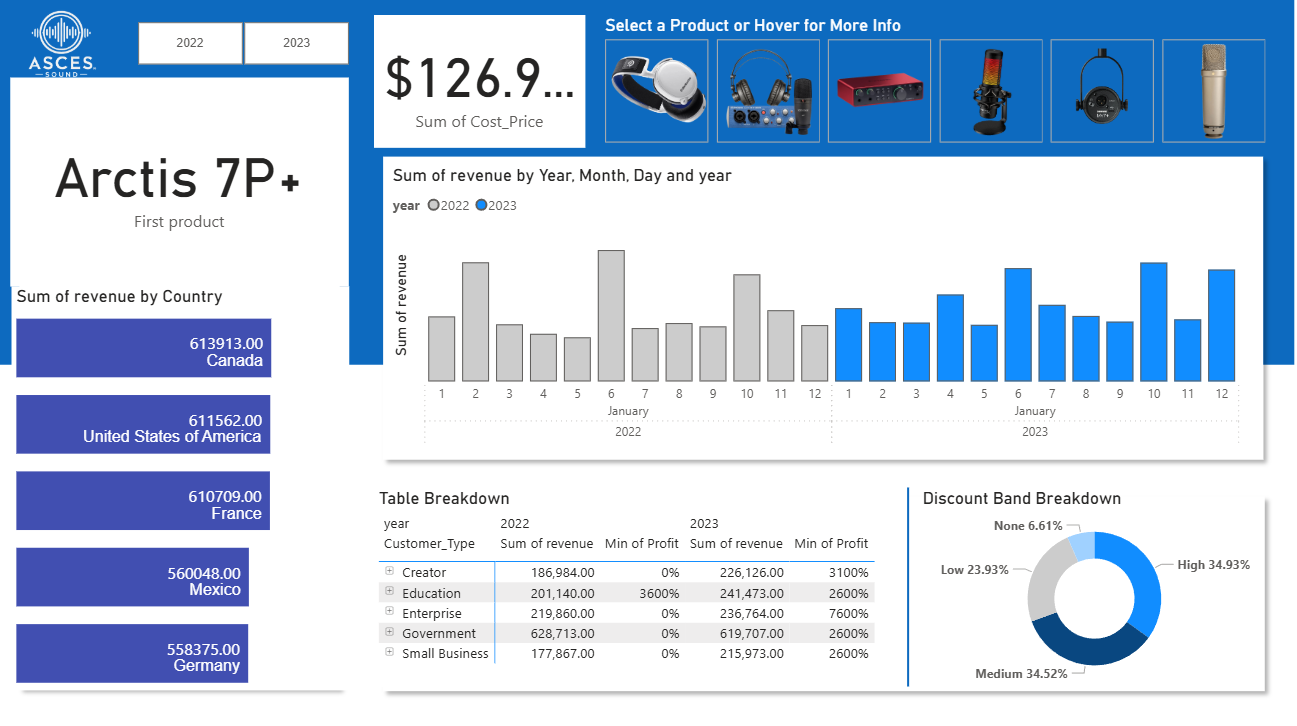 ASCES.
SOUND
2022
2023
Arctis 7P+
First product
$126.9...
Sum of Cost_Price
Select a Product or Hover for More Info
Sum of revenue by Country
613913.00
Canada
611562.00
United States of America
610709.00
France
560048.00
Mexico
558375.00
Germany
Sum of revenue by Year, Month, Day and year
year 2022 2023
Sum of revenue
1 2 3 4 5 6 7 8 9 10 11 12 1 2 3 4 5 6 7 8 9 10 11 12
January January
2022 2023
Table Breakdown
year 2022 2023
Customer_Type Sum of revenue Min of Profit Sum of revenue Min of Profit
Creator 186,984.00 0% 226,126.00 3100%
Education 201,140.00 3600% 241,473.00 2600%
Enterprise 219,860.00 0% 236,764.00 7600%
Government 628,713.00 0% 619,707.00 2600%
Small Business 177,867.00 0% 215,973.00 2600%
Discount Band Breakdown
None 6.61%
High 34.93%
Low 23.93%
Medium 34.52%